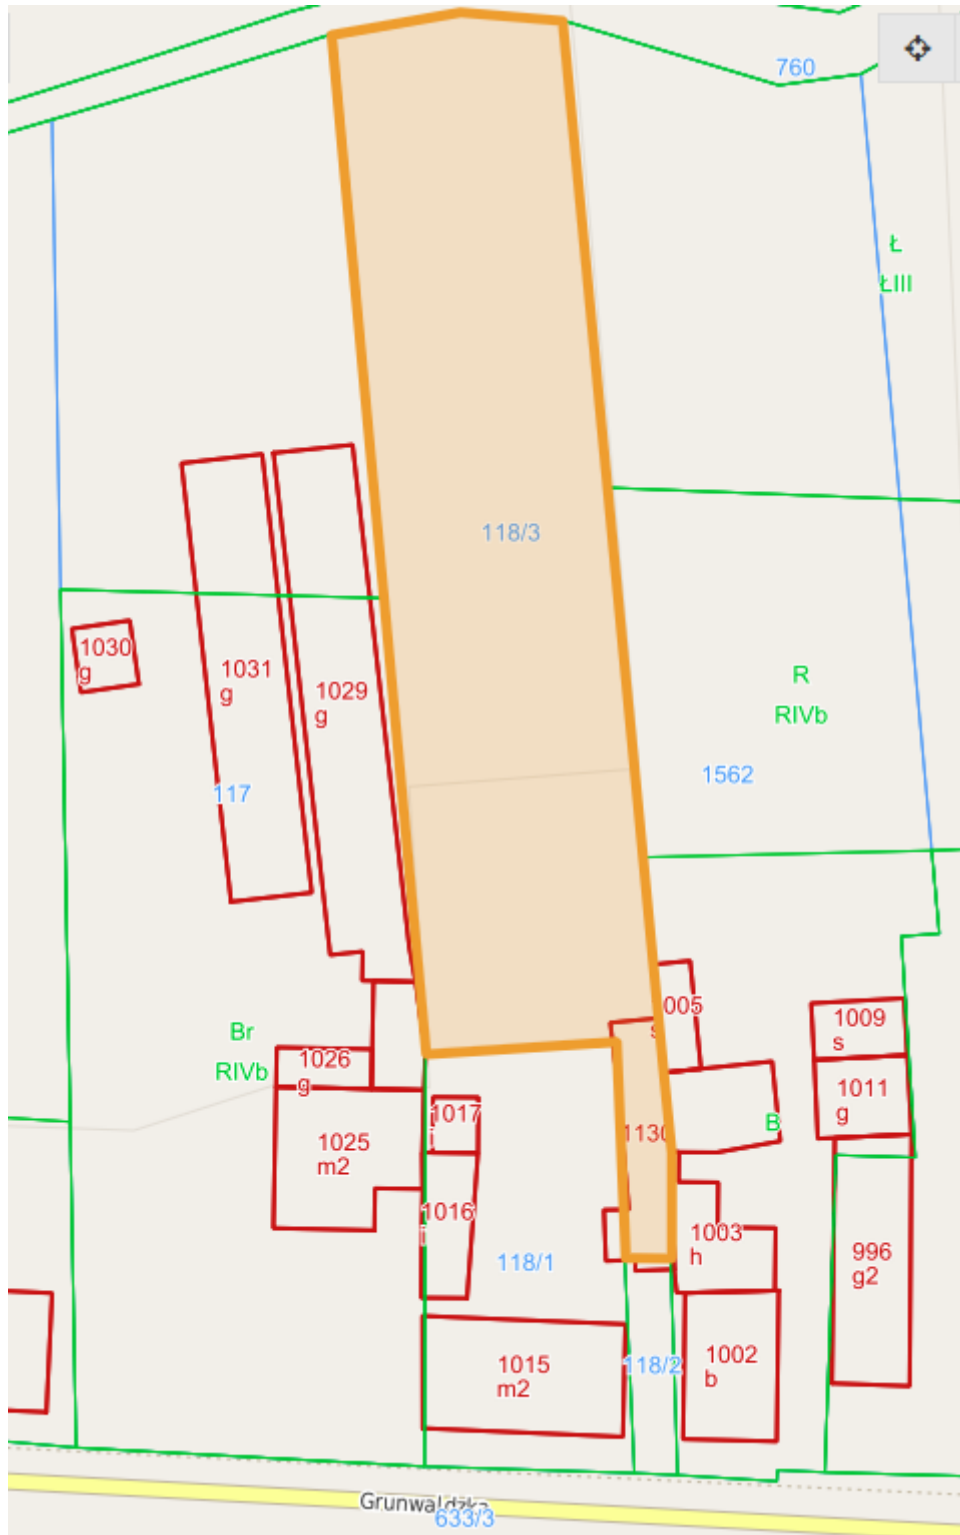 760
Ł
ŁIII
118/3
1030
g
1031
g
1029
g
R
RIVb
1562
117
005
s
1009
s
Br
RIVb
1026
g
1011
g
1017
i
1130
B
1025
m2
1016
i
118/1
1003
h
996
g2
1015
m2
118/2
1002
b
Grunwaldzka
633/3